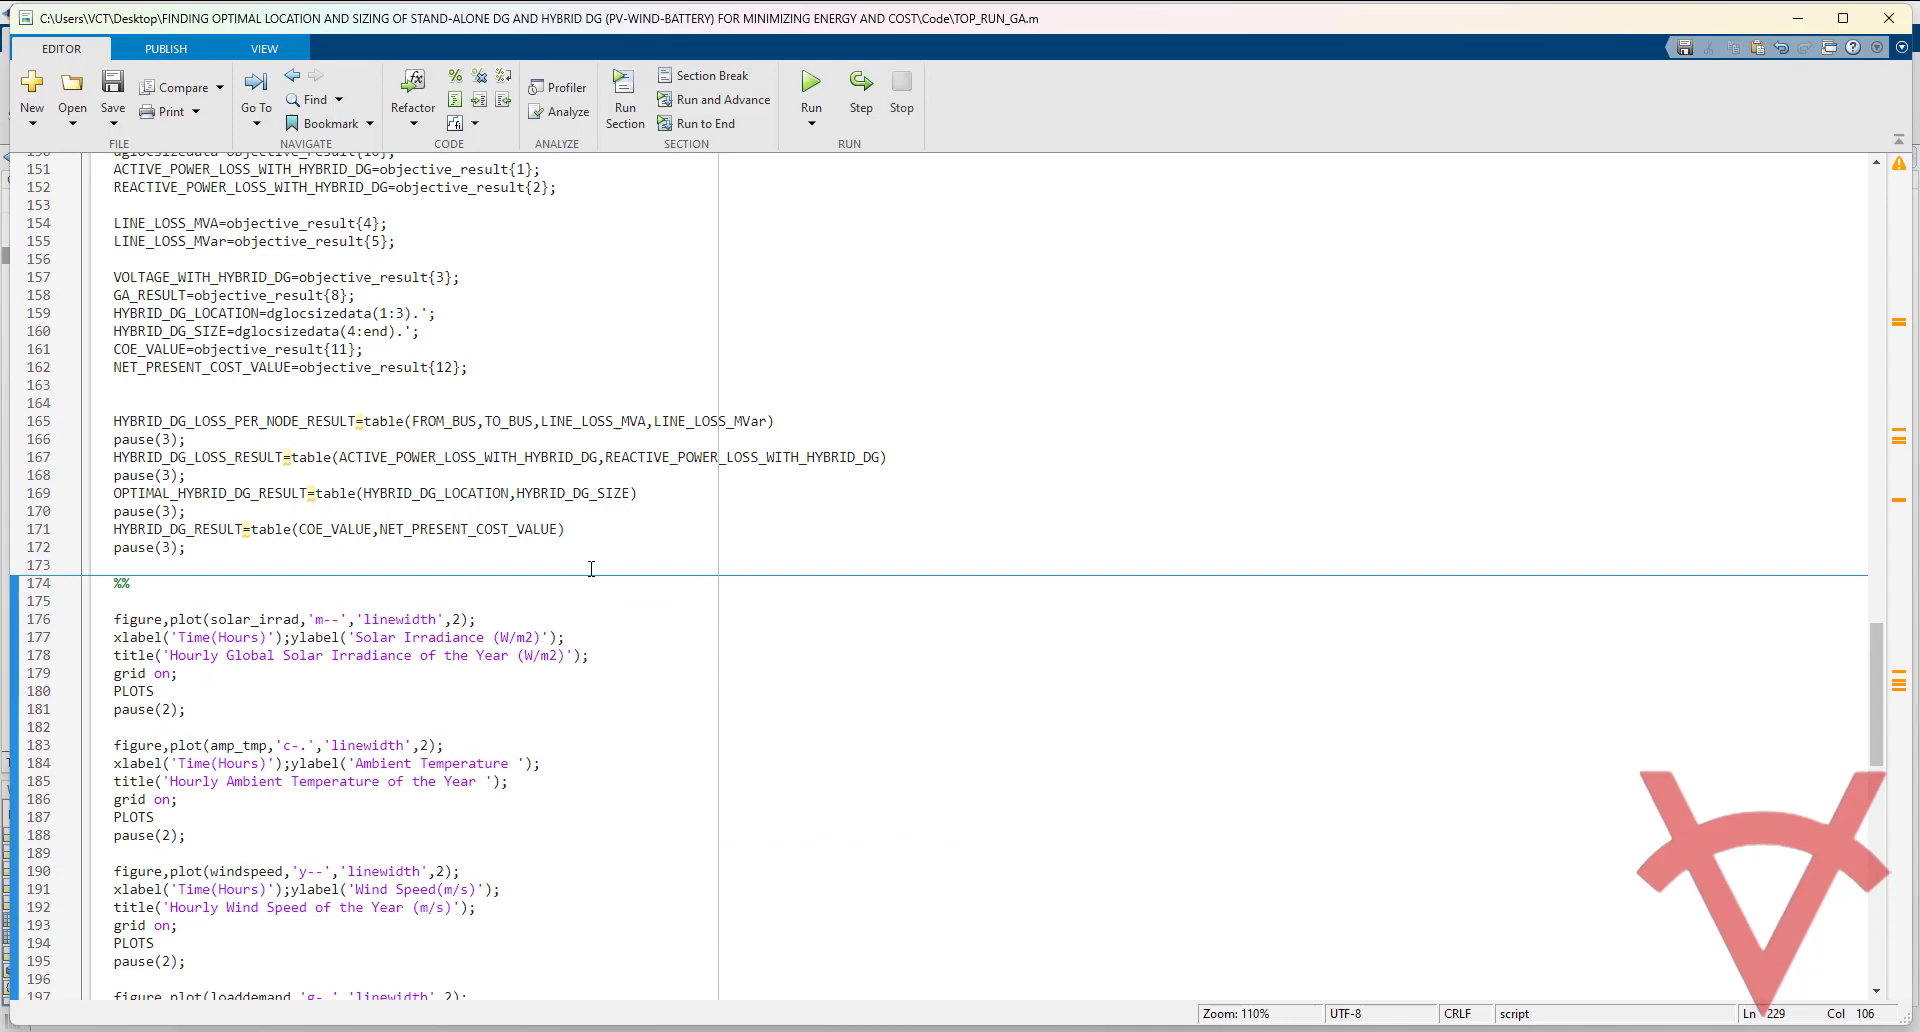 C:\Users\VCT\Desktop\FINDING OPTIMAL LOCATION AND SIZING OF STAND-ALONE DG AND HYBRID DG (PV-WIND-BATTERY) FOR MINIMIZING ENERGY AND COST\Code\TOP_RUN_GA.m
EDITOR PUBLISH VIEW
New Open Save Compare Print
Go To Find Bookmark
Refactor
Profiler Analyze
Run Section
Section Break
Run and Advance
Run to End
Run Step Stop
FILE NAVIGATE CODE ANALYZE SECTION RUN
151 ACTIVE_POWER_LOSS_WITH_HYBRID_DG=objective_result{1};
152 REACTIVE_POWER_LOSS_WITH_HYBRID_DG=objective_result{2};
153
154 LINE_LOSS_MVA=objective_result{4};
155 LINE_LOSS_MVar=objective_result{5};
156
157 VOLTAGE_WITH_HYBRID_DG=objective_result{3};
158 GA_RESULT=objective_result{8};
159 HYBRID_DG_LOCATION=dglocsizedata(1:3).';
160 HYBRID_DG_SIZE=dglocsizedata(4:end).';
161 COE_VALUE=objective_result{11};
162 NET_PRESENT_COST_VALUE=objective_result{12};
163
164
165 HYBRID_DG_LOSS_PER_NODE_RESULT=table(FROM_BUS,TO_BUS,LINE_LOSS_MVA,LINE_LOSS_MVar)
166 pause(3);
167 HYBRID_DG_LOSS_RESULT=table(ACTIVE_POWER_LOSS_WITH_HYBRID_DG,REACTIVE_POWER_LOSS_WITH_HYBRID_DG)
168 pause(3);
169 OPTIMAL_HYBRID_DG_RESULT=table(HYBRID_DG_LOCATION,HYBRID_DG_SIZE)
170 pause(3);
171 HYBRID_DG_RESULT=table(COE_VALUE,NET_PRESENT_COST_VALUE)
172 pause(3);
173
174 %%
175
176 figure,plot(solar_irrad,'m--','linewidth',2);
177 xlabel('Time(Hours)');ylabel('Solar Irradiance (W/m2)');
178 title('Hourly Global Solar Irradiance of the Year (W/m2)');
179 grid on;
180 PLOTS
181 pause(2);
182
183 figure,plot(amp_tmp,'c-.','linewidth',2);
184 xlabel('Time(Hours)');ylabel('Ambient Temperature ');
185 title('Hourly Ambient Temperature of the Year ');
186 grid on;
187 PLOTS
188 pause(2);
189
190 figure,plot(windspeed,'y--','linewidth',2);
191 xlabel('Time(Hours)');ylabel('Wind Speed(m/s)');
192 title('Hourly Wind Speed of the Year (m/s)');
193 grid on;
194 PLOTS
195 pause(2);
196
197
Zoom: 110% UTF-8 CRLF script Ln 229 Col 106